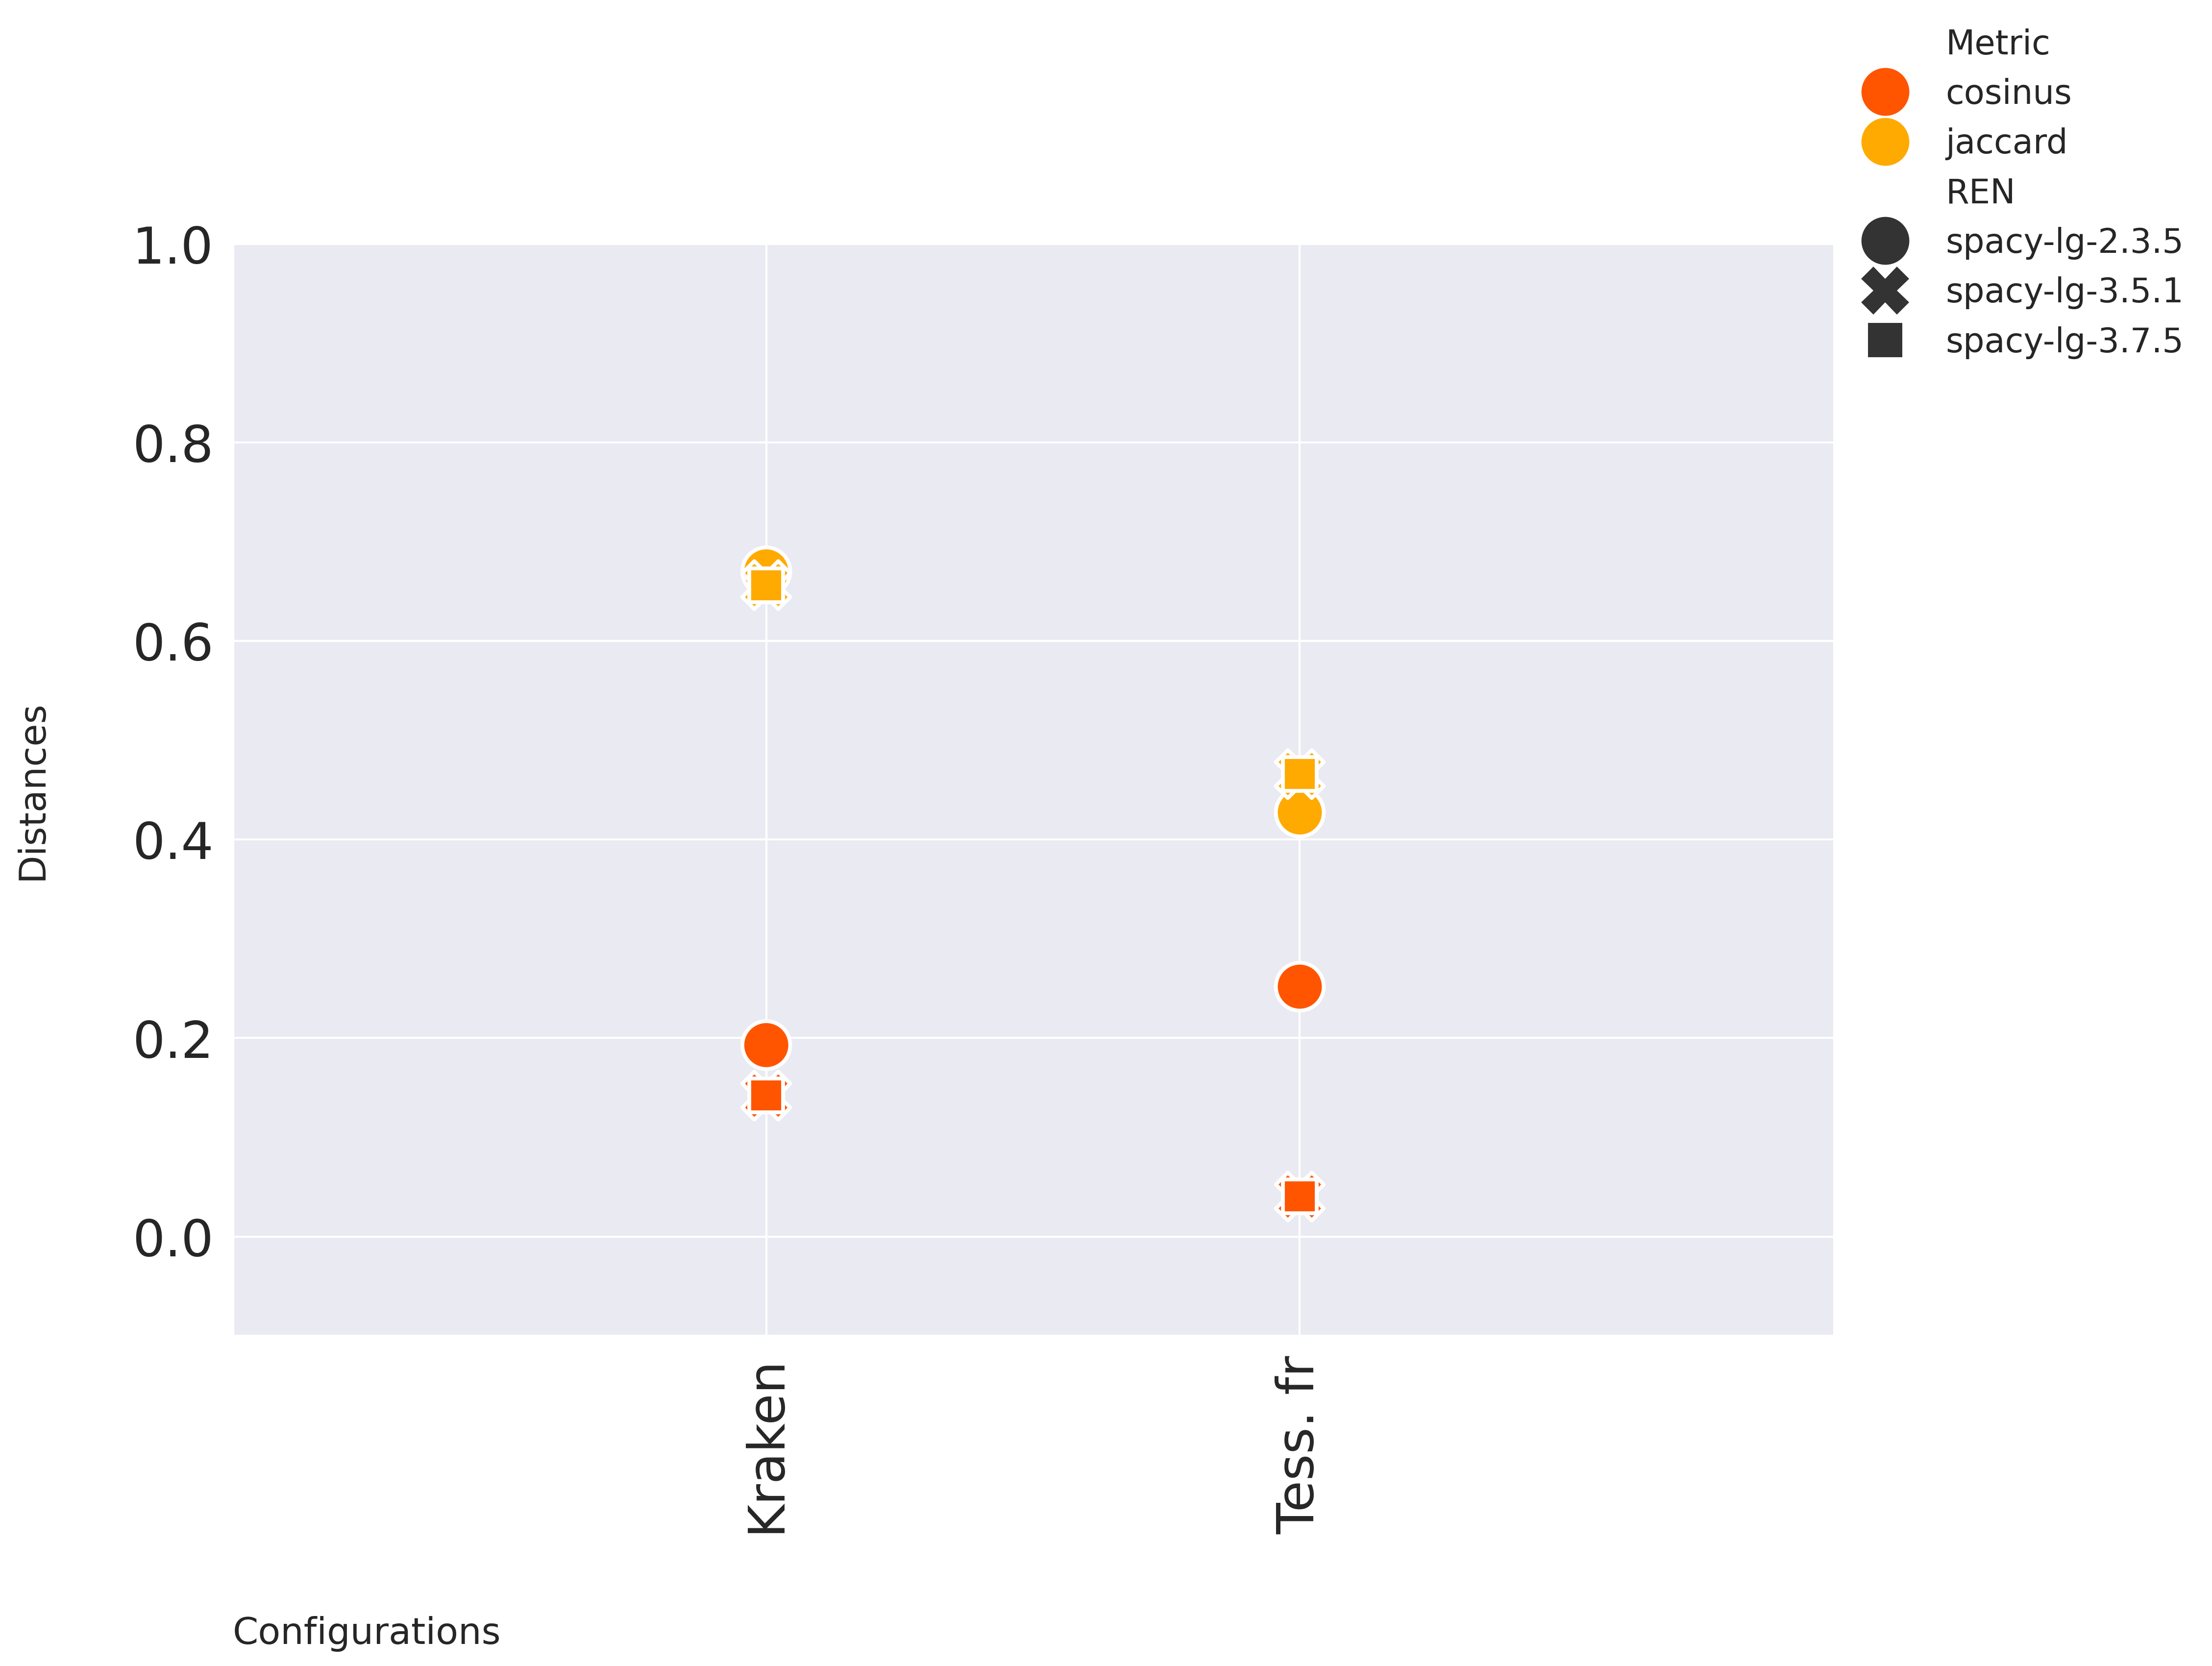 Metric
cosinus
jaccard
REN
spacy-lg-2.3.5
spacy-lg-3.5.1
spacy-lg-3.7.5
1.0
0.8
0.6
0.4
0.2
0.0
Distances
Kraken
Tess. fr
Configurations